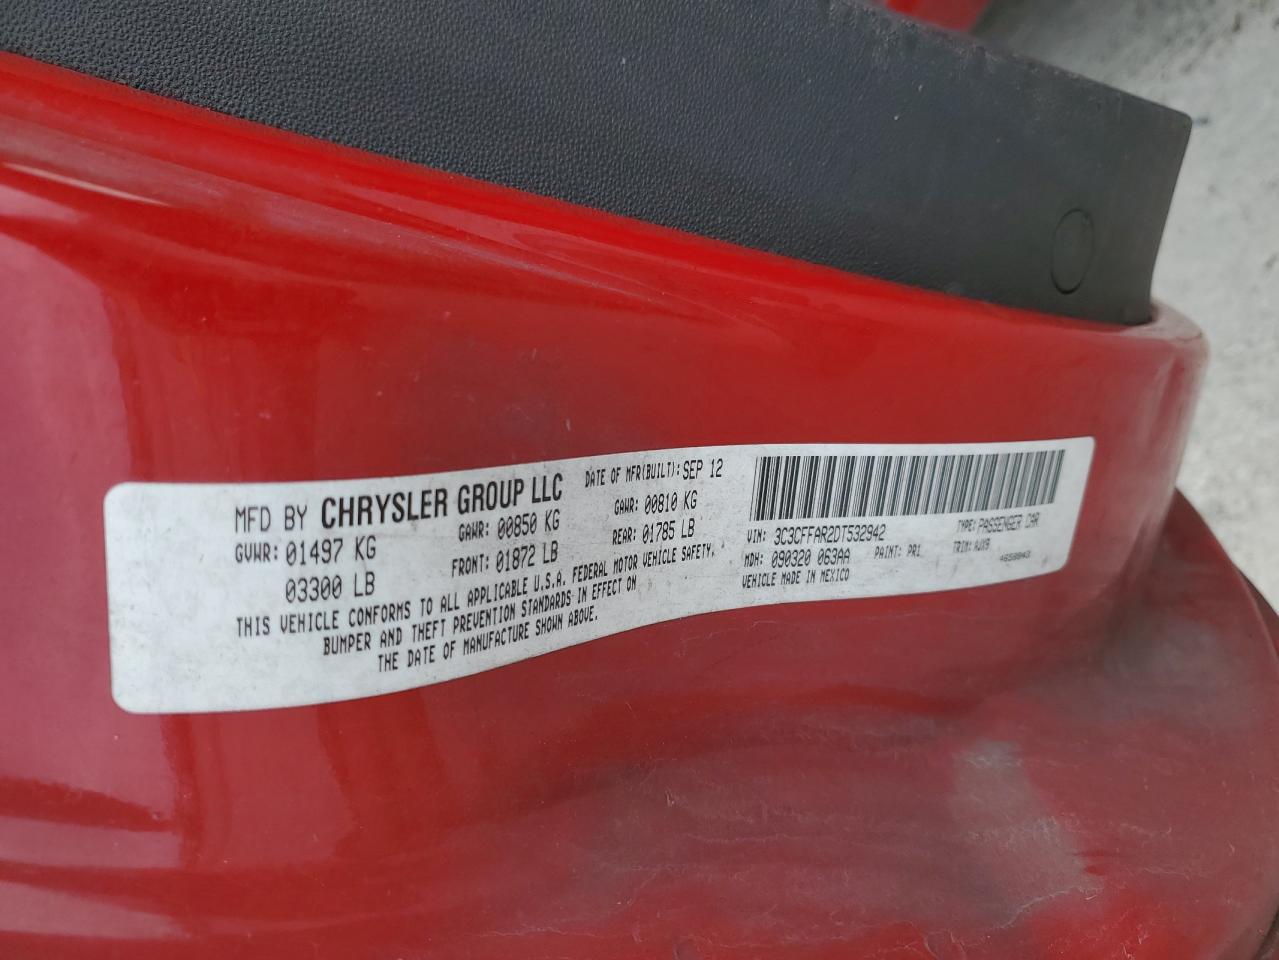 MFD BY CHRYSLER GROUP LLC DATE OF MFR(BUILT): SEP 12
GVWR: 01497 KG GAWR: 00850 KG GAWR: 00810 KG
03300 LB FRONT: 01872 LB REAR: 01785 LB
THIS VEHICLE CONFORMS TO ALL APPLICABLE U.S.A. FEDERAL MOTOR VEHICLE SAFETY,
BUMPER AND THEFT PREVENTION STANDARDS IN EFFECT ON
THE DATE OF MANUFACTURE SHOWN ABOVE.
VIN: 3C3CFFAR2DT532942 TYPE: PASSENGER CAR
MDH: 090320 063AA PAINT: PR1 TRIM: AJX9
VEHICLE MADE IN MEXICO